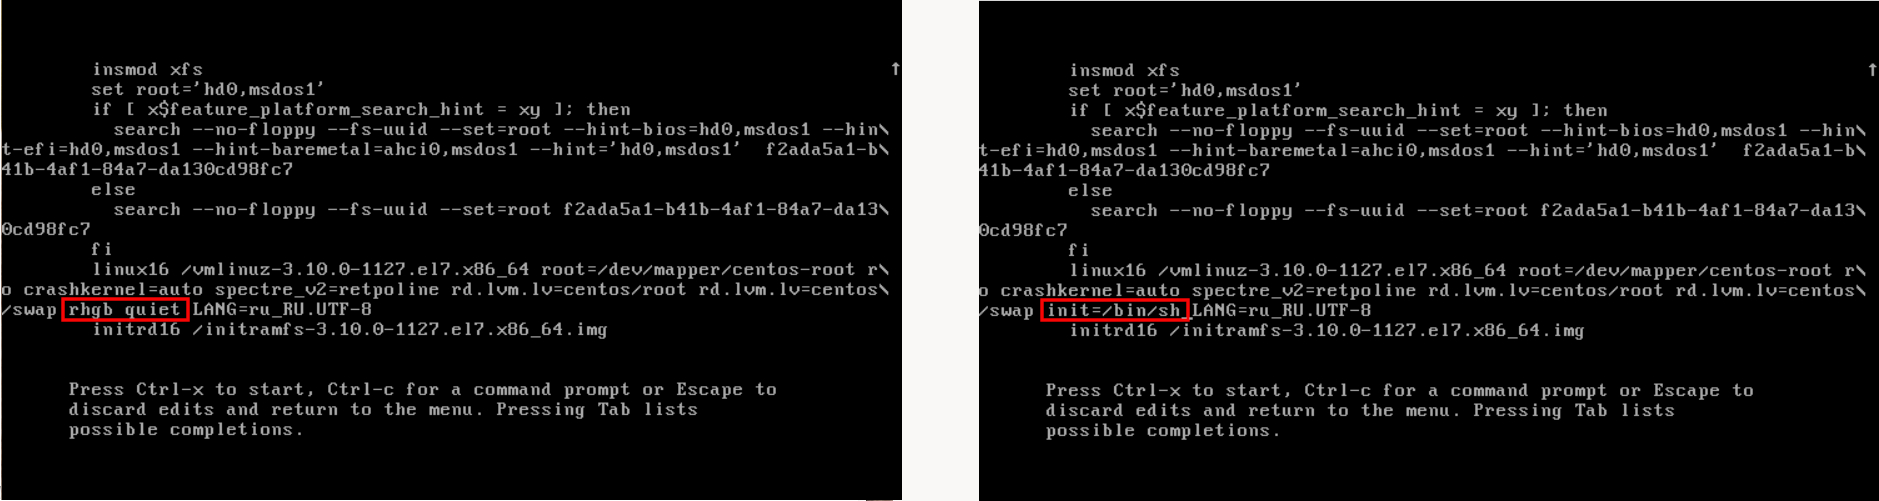 insmod xfs
set root='hd0,msdos1'
if [ x$feature_platform_search_hint = xy ]; then
search --no-floppy --fs-uuid --set=root --hint-bios=hd0,msdos1 --hin\
t-efi=hd0,msdos1 --hint-baremetal=ahci0,msdos1 --hint='hd0,msdos1'  f2ada5a1-b\
41b-4af1-84a7-da130cd98fc7
else
search --no-floppy --fs-uuid --set=root f2ada5a1-b41b-4af1-84a7-da13\
0cd98fc7
fi
linux16 /vmlinuz-3.10.0-1127.el7.x86_64 root=/dev/mapper/centos-root r\
o crashkernel=auto spectre_v2=retpoline rd.lvm.lv=centos/root rd.lvm.lv=centos\
/swap rhgb quiet LANG=ru_RU.UTF-8
initrd16 /initramfs-3.10.0-1127.el7.x86_64.img
Press Ctrl-x to start, Ctrl-c for a command prompt or Escape to
discard edits and return to the menu. Pressing Tab lists
possible completions.
insmod xfs
set root='hd0,msdos1'
if [ x$feature_platform_search_hint = xy ]; then
search --no-floppy --fs-uuid --set=root --hint-bios=hd0,msdos1 --hin\
t-efi=hd0,msdos1 --hint-baremetal=ahci0,msdos1 --hint='hd0,msdos1'  f2ada5a1-b\
41b-4af1-84a7-da130cd98fc7
else
search --no-floppy --fs-uuid --set=root f2ada5a1-b41b-4af1-84a7-da13\
0cd98fc7
fi
linux16 /vmlinuz-3.10.0-1127.el7.x86_64 root=/dev/mapper/centos-root r\
o crashkernel=auto spectre_v2=retpoline rd.lvm.lv=centos/root rd.lvm.lv=centos\
/swap init=/bin/sh LANG=ru_RU.UTF-8
initrd16 /initramfs-3.10.0-1127.el7.x86_64.img
Press Ctrl-x to start, Ctrl-c for a command prompt or Escape to
discard edits and return to the menu. Pressing Tab lists
possible completions.